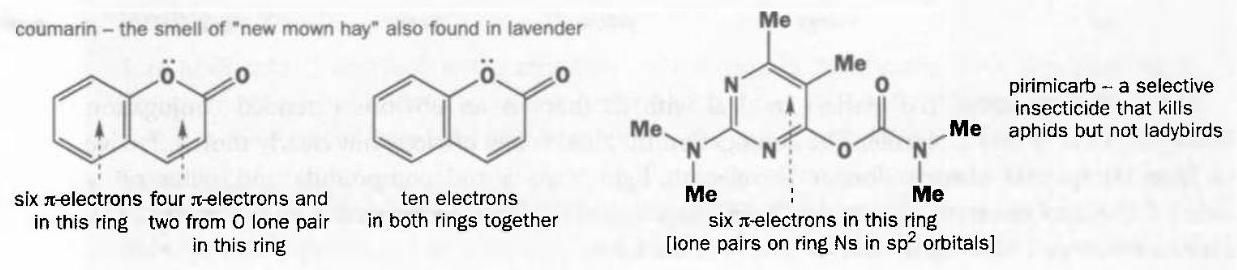 coumarin – the smell of "new mown hay" also found in lavender
Ö
O
Ö
O
six π-electrons in this ring
four π-electrons and two from O lone pair in this ring
ten electrons in both rings together
Me
N
Me
O
Me
N
N
O
N
Me
Me
Me
six π-electrons in this ring
[lone pairs on ring Ns in sp² orbitals]
pirimicarb – a selective
insecticide that kills
aphids but not ladybirds